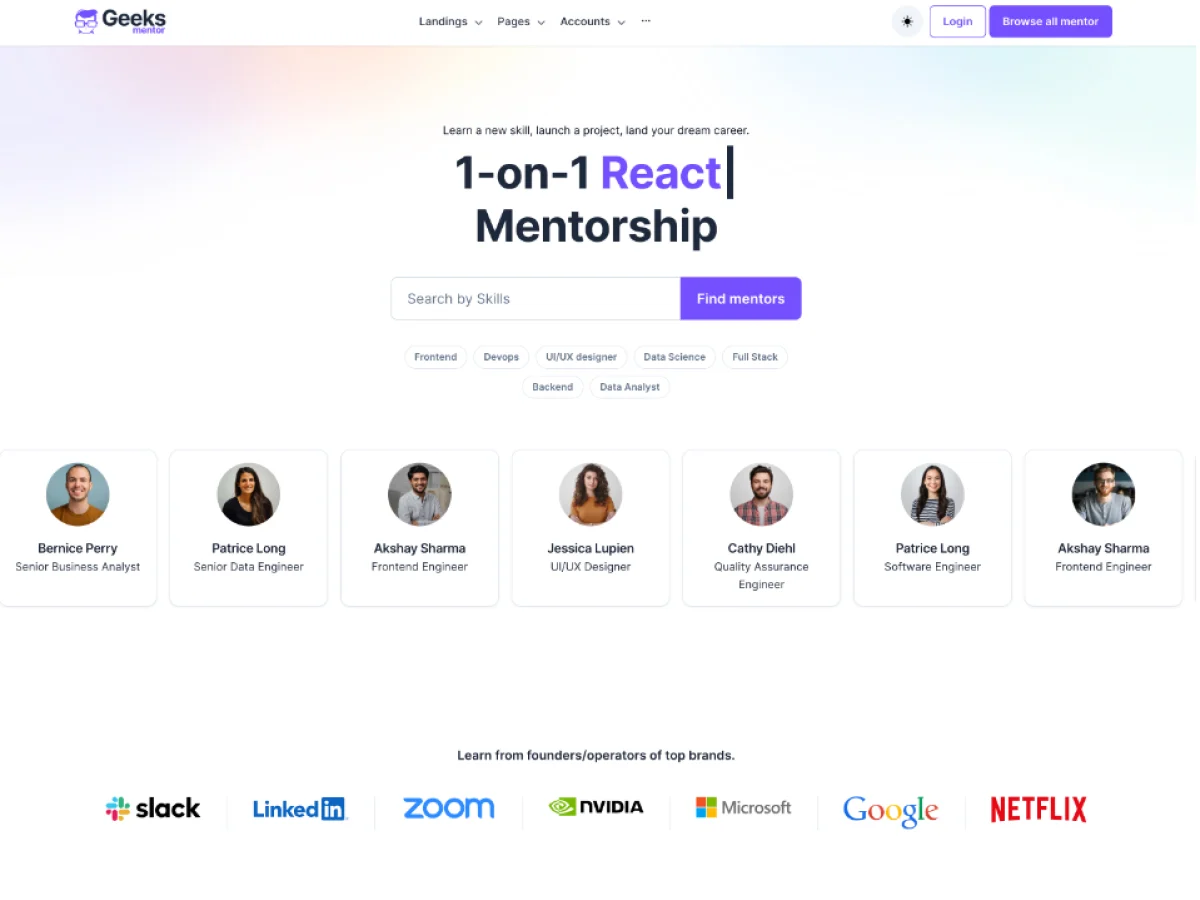 Geeks
mentor
Landings Pages Accounts ...
Login
Browse all mentor
Learn a new skill, launch a project, land your dream career.
1-on-1 React
Mentorship
Search by Skills
Find mentors
Frontend Devops UI/UX designer Data Science Full Stack
Backend Data Analyst
Bernice Perry
Senior Business Analyst
Patrice Long
Senior Data Engineer
Akshay Sharma
Frontend Engineer
Jessica Lupien
UI/UX Designer
Cathy Diehl
Quality Assurance
Engineer
Patrice Long
Software Engineer
Akshay Sharma
Frontend Engineer
Learn from founders/operators of top brands.
slack LinkedIn zoom NVIDIA Microsoft Google NETFLIX